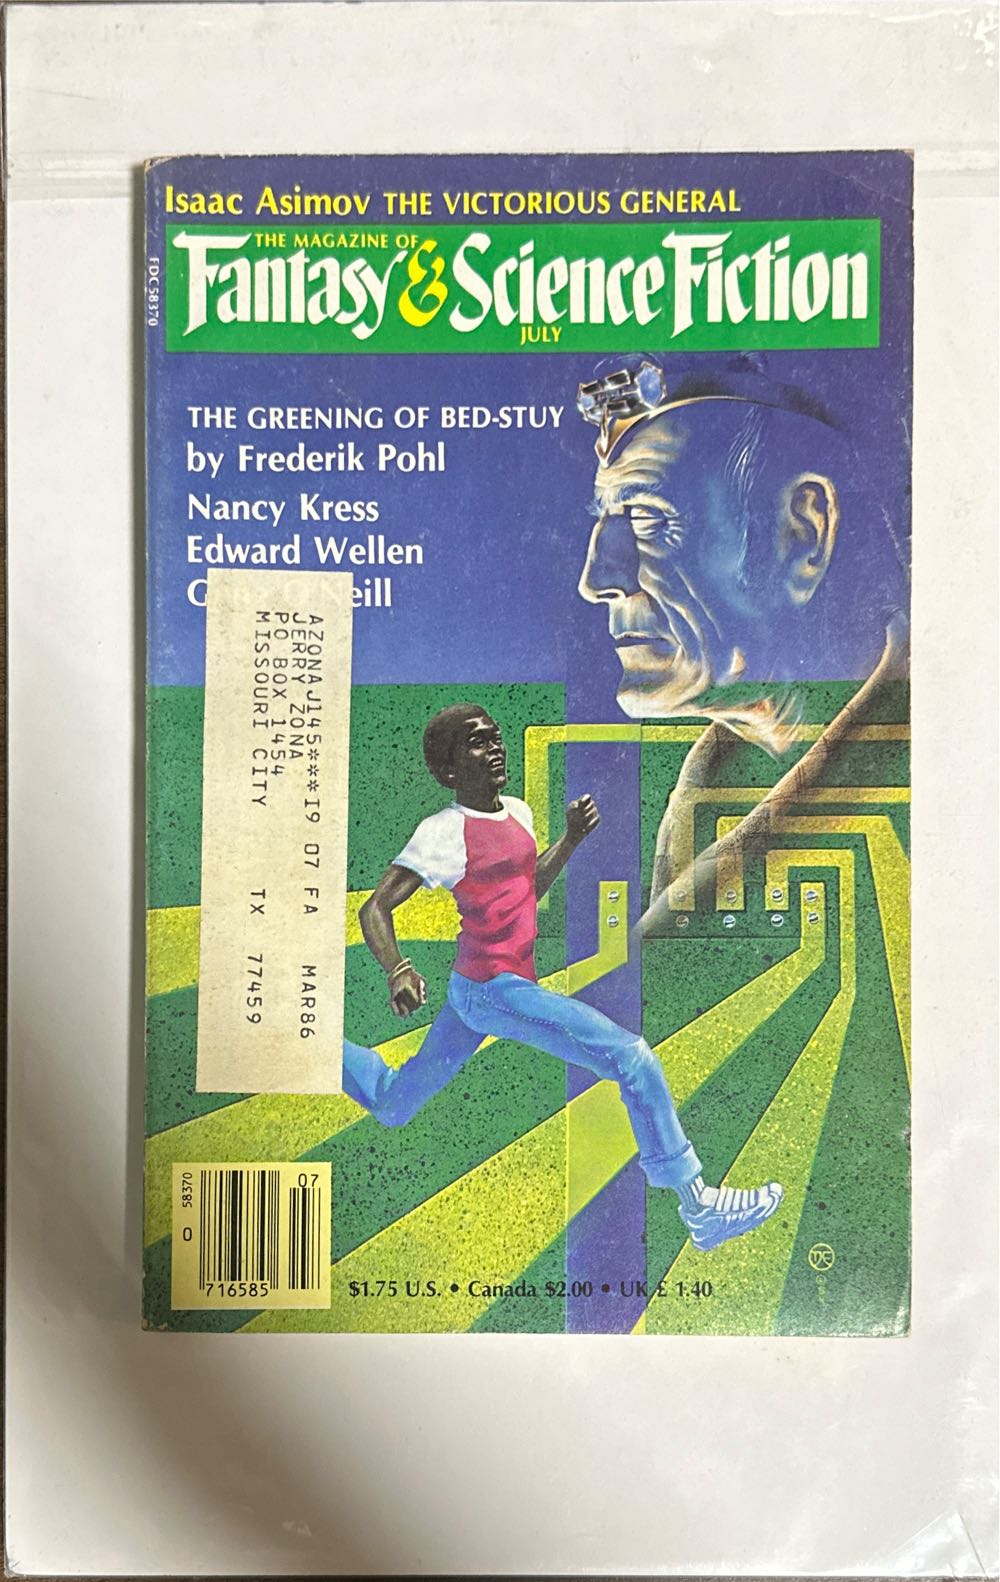 Isaac Asimov THE VICTORIOUS GENERAL
THE MAGAZINE OF
Fantasy & Science Fiction
JULY
FDC58370
THE GREENING OF BED-STUY
by Frederik Pohl
Nancy Kress
Edward Wellen
G O'Neill
AZONAJ145***19 07 FA MAR86
JERRY ZONA
PO BOX 1454
MISSOURI CITY TX 77459
58370
07
0
716585
$1.75 U.S. • Canada $2.00 • UK £ 1.40